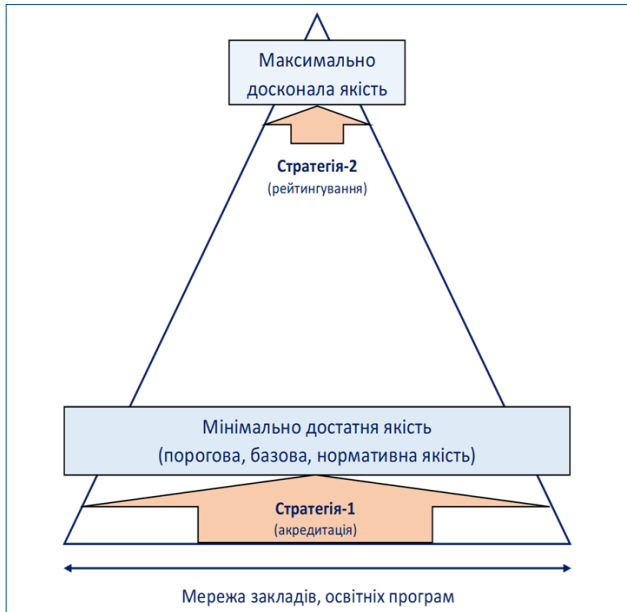 Максимально
досконала якість
Стратегія-2
(рейтингування)
Мінімально достатня якість
(порогова, базова, нормативна якість)
Стратегія-1
(акредитація)
Мережа закладів, освітніх програм